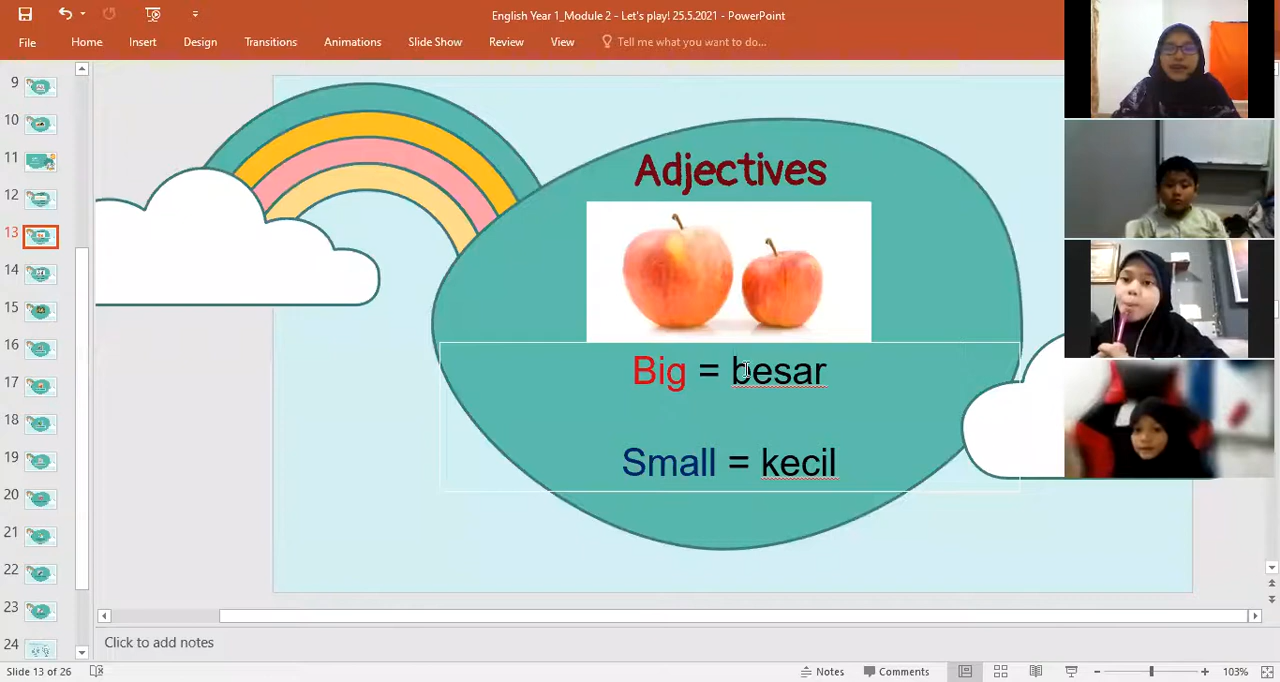 English Year 1_Module 2 - Let's play! 25.5.2021 - PowerPoint
File Home Insert Design Transitions Animations Slide Show Review View Tell me what you want to do...
9
10
11
12
13
14
15
16
17
18
19
20
21
22
23
24
Adjectives
Big = besar
Small = kecil
Click to add notes
Slide 13 of 26 Notes Comments 103%